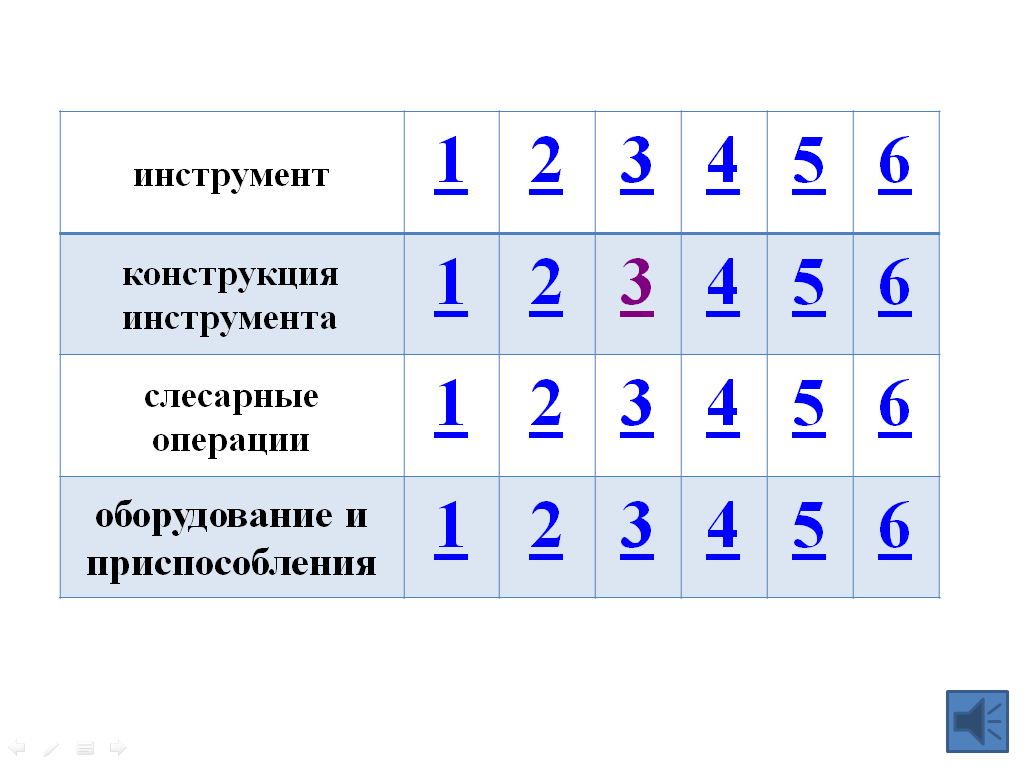 инструмент 1 2 3 4 5 6
конструкция
инструмента 1 2 3 4 5 6
слесарные
операции 1 2 3 4 5 6
оборудование и
приспособления 1 2 3 4 5 6